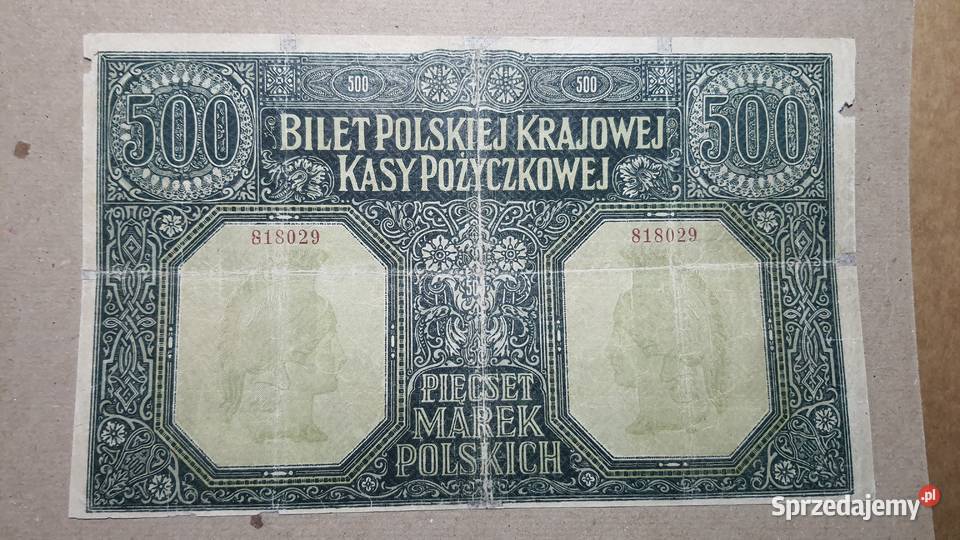 500 500
500 500
BILET POLSKIEJ KRAJOWEJ
KASY POŻYCZKOWEJ
818029 818029
PIĘCSET
MAREK
POLSKICH
Sprzedajemy.pl